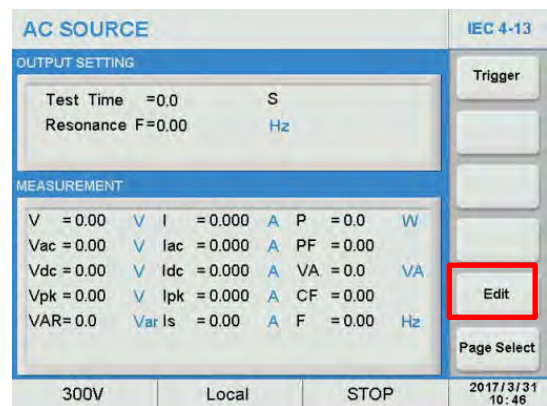 AC SOURCE
IEC 4-13
OUTPUT SETTING
Test Time =0.0 S
Resonance F=0.00 Hz
Trigger
MEASUREMENT
V = 0.00 V I = 0.000 A P = 0.0 W
Vac = 0.00 V Iac = 0.000 A PF = 0.00
Vdc = 0.00 V Idc = 0.000 A VA = 0.0 VA
Vpk = 0.00 V Ipk = 0.000 A CF = 0.00
VAR= 0.0 Var Is = 0.00 A F = 0.00 Hz
Edit
Page Select
300V Local STOP 2017/3/31
10:46